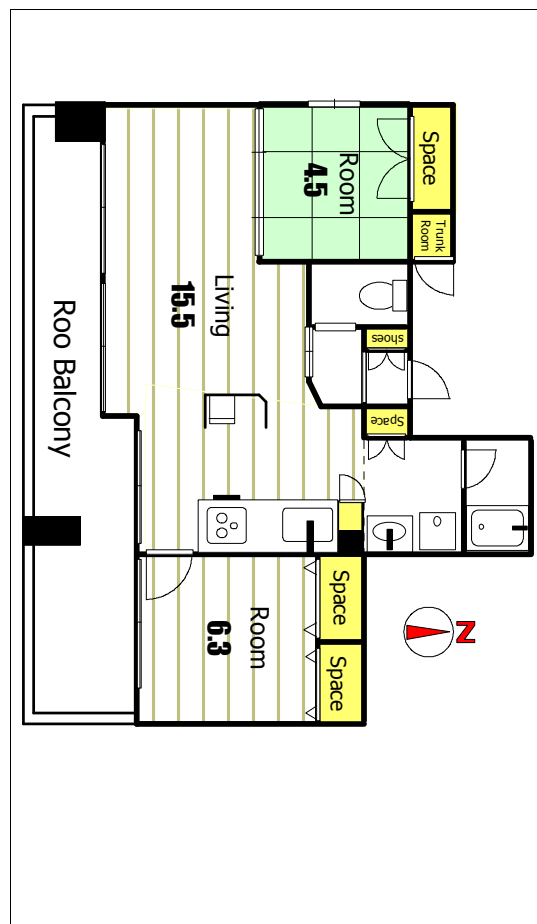 Space
Room
4.5
Trunk
Room
Living
15.5
shoes
Roo Balcony
Space
Room
6.3
Space
Space
N